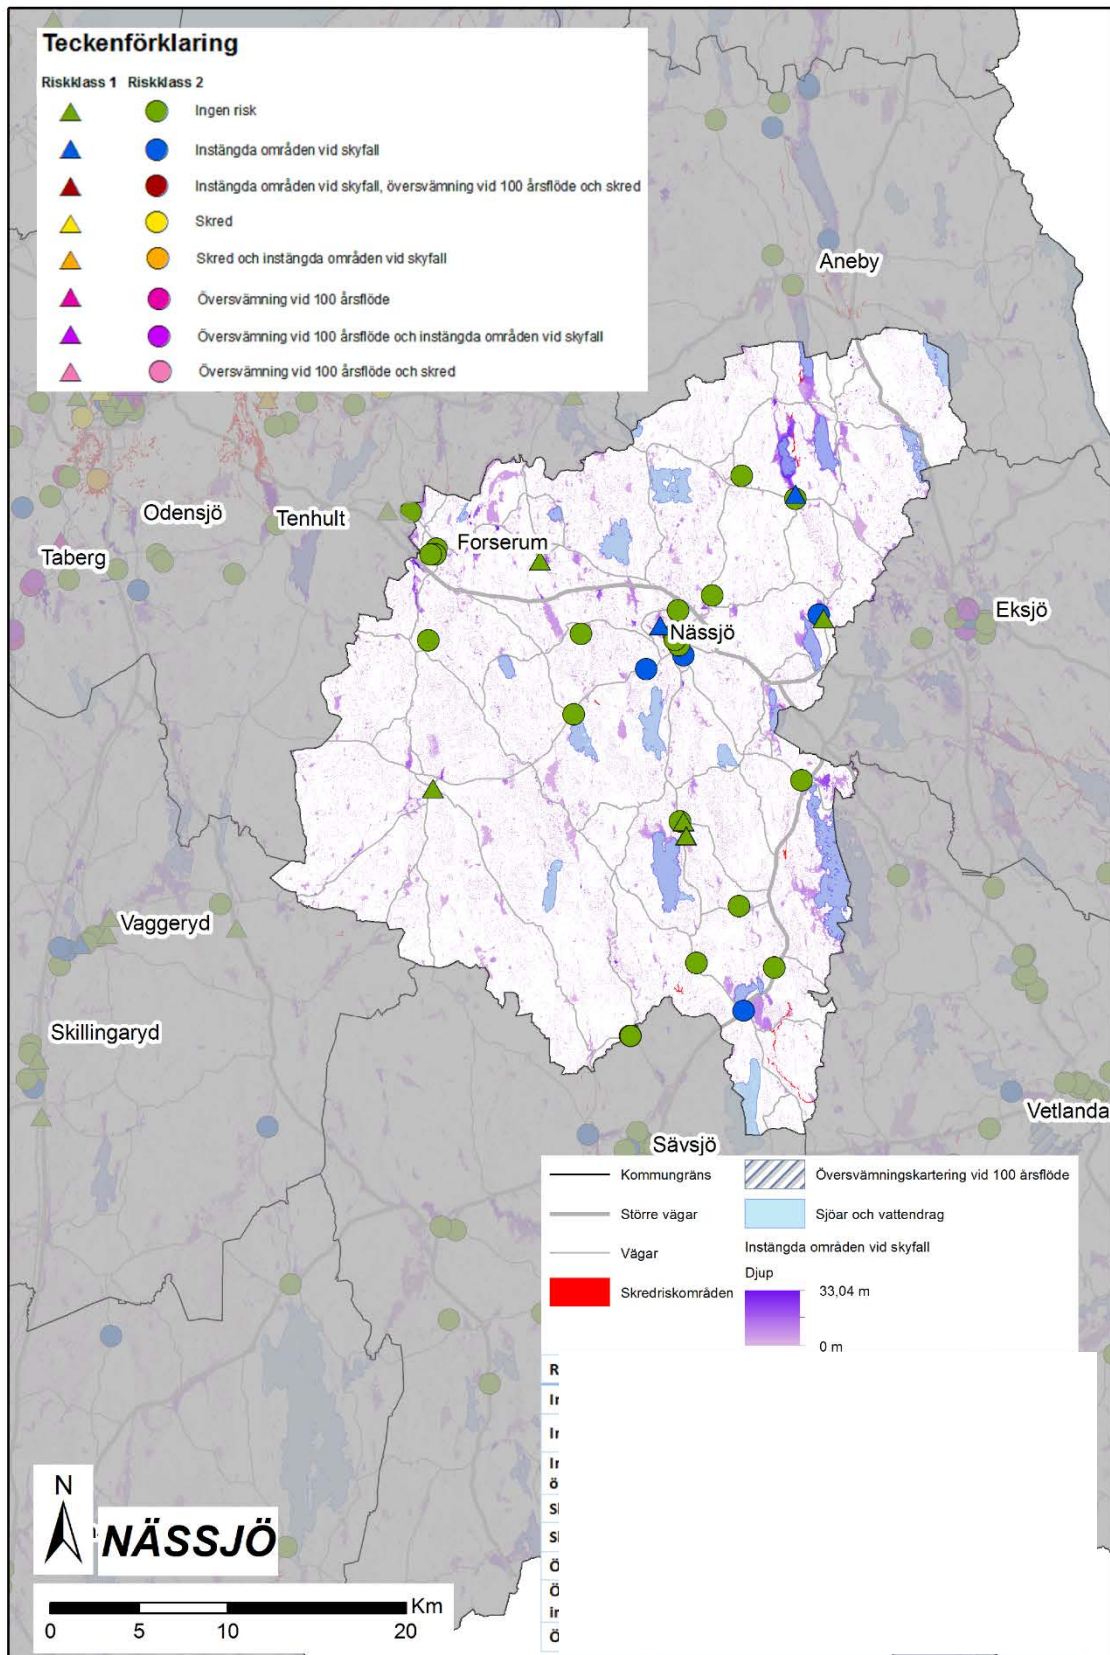 Teckenförklaring
Riskklass 1 Riskklass 2
Ingen risk
Instängda områden vid skyfall
Instängda områden vid skyfall, översvämning vid 100 årsflöde och skred
Skred
Skred och instängda områden vid skyfall
Översvämning vid 100 årsflöde
Översvämning vid 100 årsflöde och instängda områden vid skyfall
Översvämning vid 100 årsflöde och skred
Aneby
Odensjö
Tenhult
Forserum
Taberg
Eksjö
Nässjö
Vaggeryd
Skillingaryd
Vetlanda
Sävsjö
Kommungräns
Större vägar
Vägar
Skredriskområden
Översvämningskartering vid 100 årsflöde
Sjöar och vattendrag
Instängda områden vid skyfall
Djup
33,04 m
0 m
R
In
ö
Ö
Ö
Ö
N
NÄSSJÖ
Km
0 5 10 20